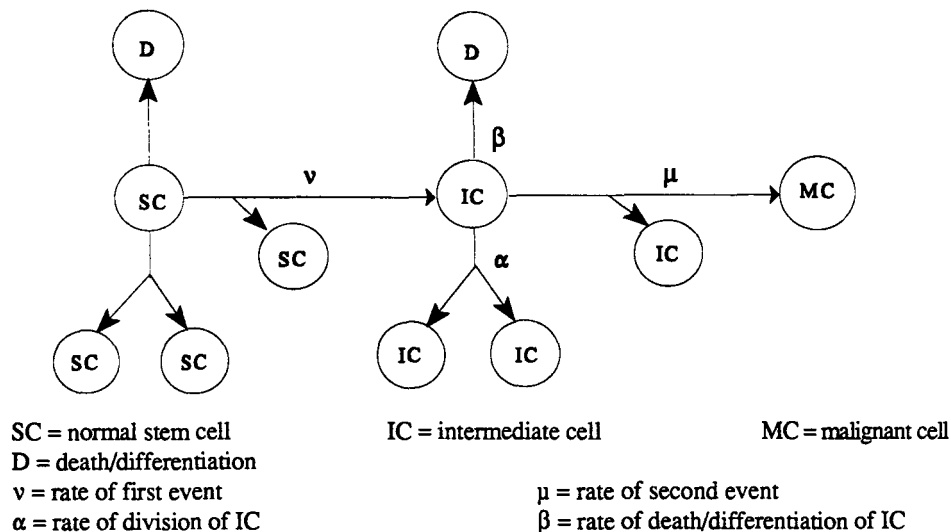 D
D
β
ν
μ
SC
IC
MC
SC
α
IC
SC
SC
IC
IC
SC = normal stem cell
IC = intermediate cell
MC = malignant cell
D = death/differentiation
ν = rate of first event
μ = rate of second event
α = rate of division of IC
β = rate of death/differentiation of IC